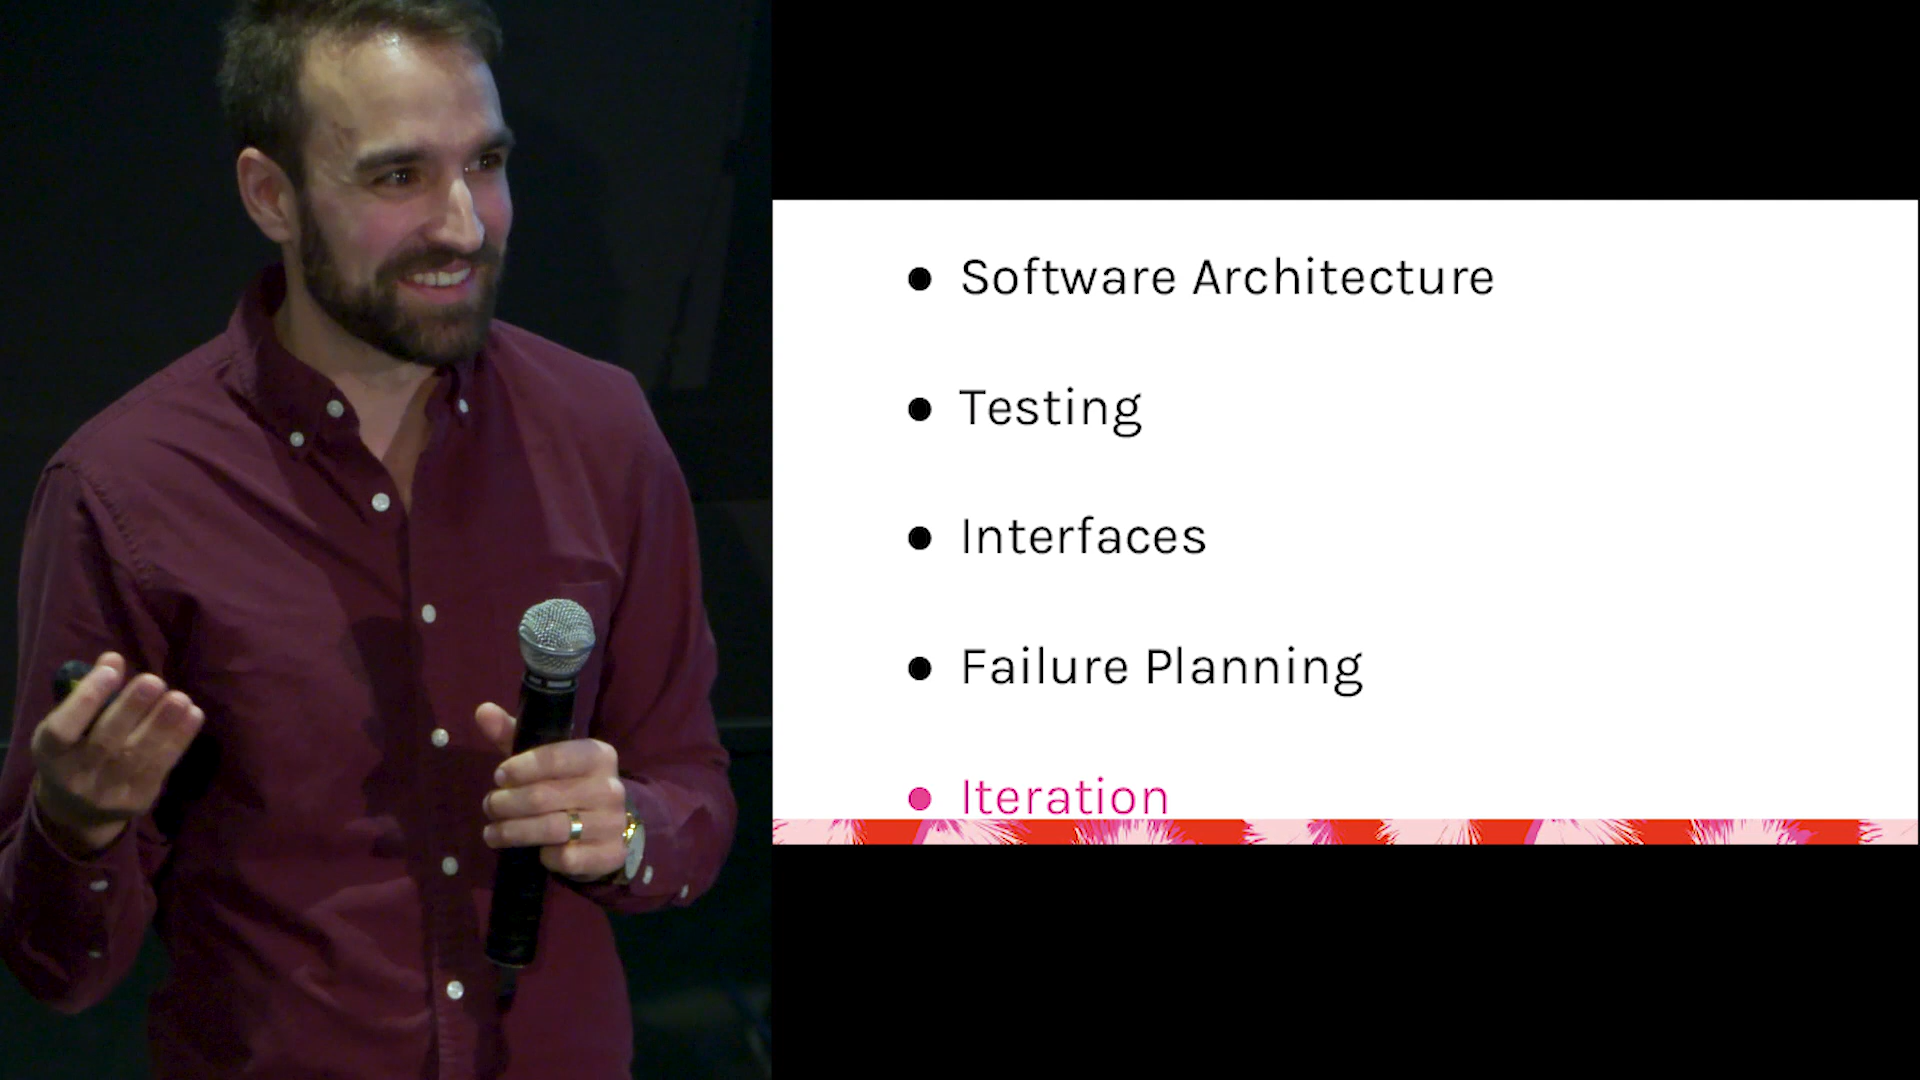 ● Software Architecture
● Testing
● Interfaces
● Failure Planning
● Iteration